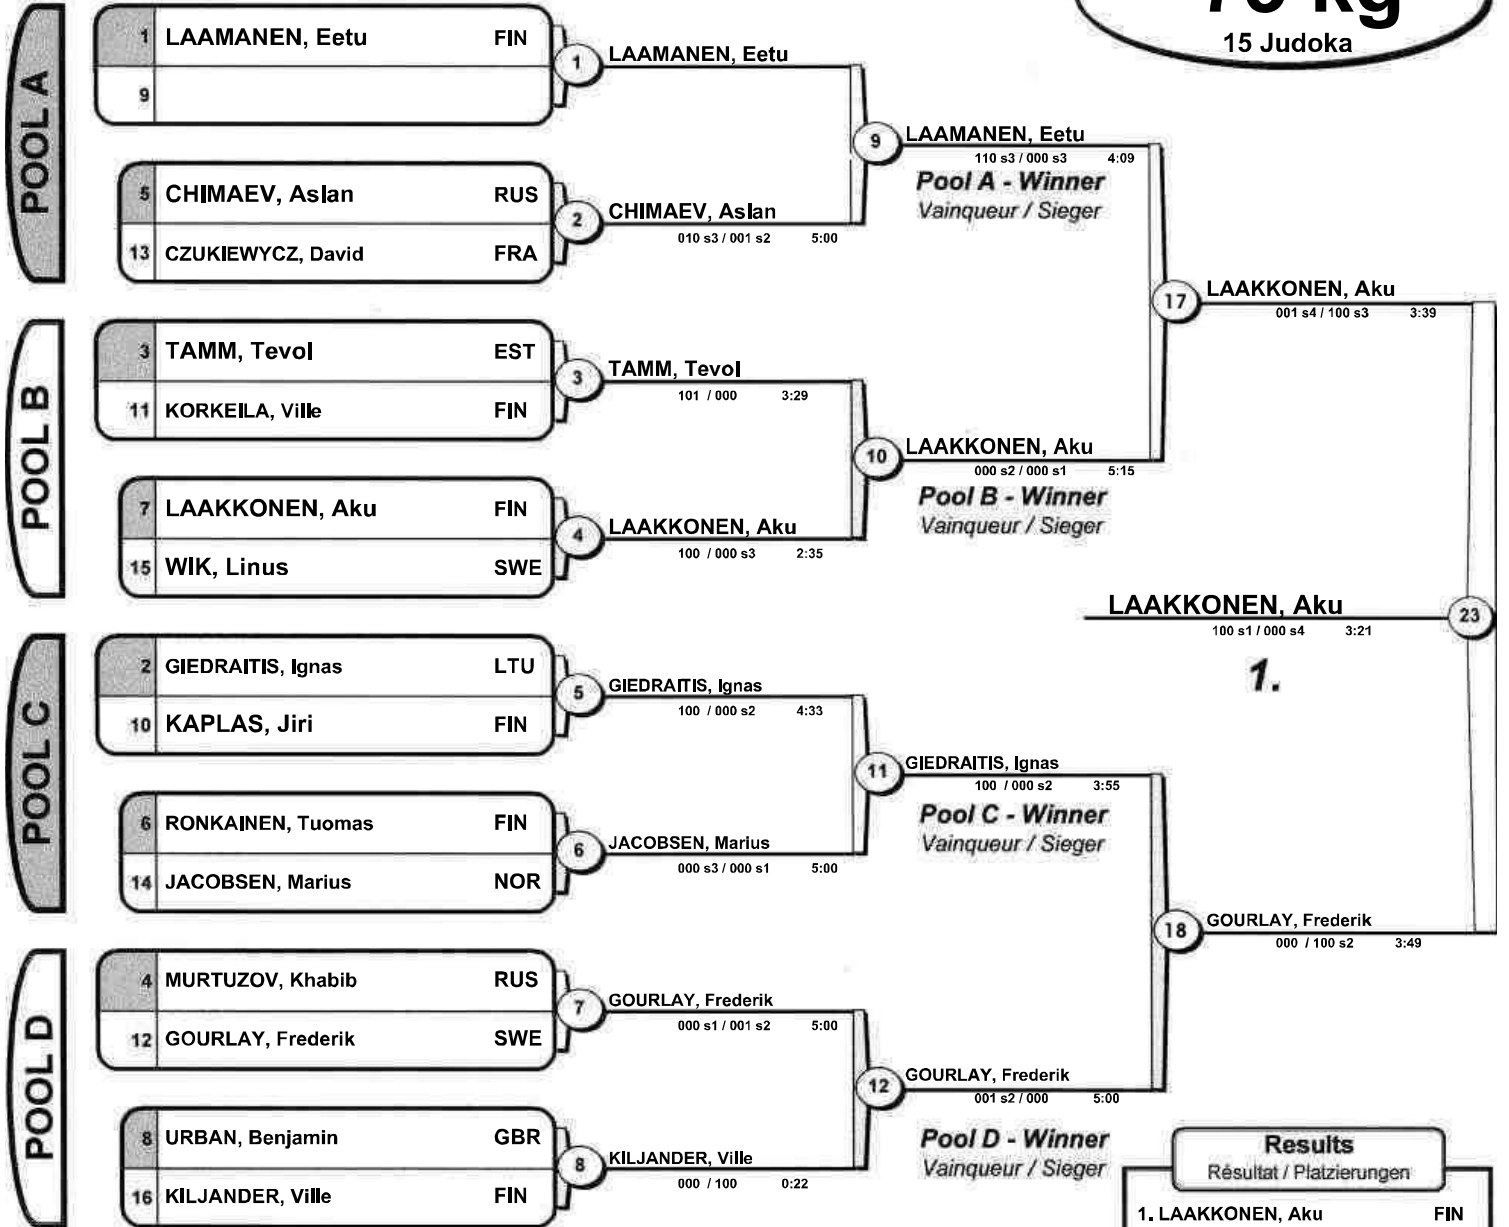 15 Judoka
POOL A
1 LAAMANEN, Eetu FIN
9
1
LAAMANEN, Eetu
5 CHIMAEV, Aslan RUS
13 CZUKIEWYCZ, David FRA
2
CHIMAEV, Aslan
010 s3 / 001 s2 5:00
9
LAAMANEN, Eetu
110 s3 / 000 s3 4:09
Pool A - Winner
Vainqueur / Sieger
POOL B
3 TAMM, Tevol EST
11 KORKEILA, Ville FIN
3
TAMM, Tevol
101 / 000 3:29
7 LAAKKONEN, Aku FIN
15 WIK, Linus SWE
4
LAAKKONEN, Aku
100 / 000 s3 2:35
10
LAAKKONEN, Aku
000 s2 / 000 s1 5:15
Pool B - Winner
Vainqueur / Sieger
17
LAAKKONEN, Aku
001 s4 / 100 s3 3:39
LAAKKONEN, Aku
100 s1 / 000 s4 3:21
23
1.
POOL C
2 GIEDRAITIS, Ignas LTU
10 KAPLAS, Jiri FIN
5
GIEDRAITIS, Ignas
100 / 000 s2 4:33
6 RONKAINEN, Tuomas FIN
14 JACOBSEN, Marius NOR
6
JACOBSEN, Marius
000 s3 / 000 s1 5:00
11
GIEDRAITIS, Ignas
100 / 000 s2 3:55
Pool C - Winner
Vainqueur / Sieger
POOL D
4 MURTUZOV, Khabib RUS
12 GOURLAY, Frederik SWE
7
GOURLAY, Frederik
000 s1 / 001 s2 5:00
8 URBAN, Benjamin GBR
16 KILJANDER, Ville FIN
8
KILJANDER, Ville
000 / 100 0:22
12
GOURLAY, Frederik
001 s2 / 000 5:00
Pool D - Winner
Vainqueur / Sieger
18
GOURLAY, Frederik
000 / 100 s2 3:49
Results
Résultat / Platzierungen
1. LAAKKONEN, Aku FIN